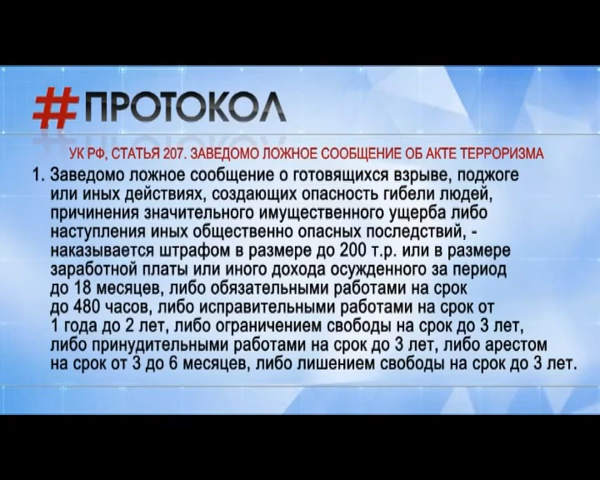 #ПРОТОКОЛ
УК РФ, СТАТЬЯ 207. ЗАВЕДОМО ЛОЖНОЕ СООБЩЕНИЕ ОБ АКТЕ ТЕРРОРИЗМА
1. Заведомо ложное сообщение о готовящихся взрыве, поджоге
или иных действиях, создающих опасность гибели людей,
причинения значительного имущественного ущерба либо
наступления иных общественно опасных последствий, -
наказывается штрафом в размере до 200 т.р. или в размере
заработной платы или иного дохода осужденного за период
до 18 месяцев, либо обязательными работами на срок
до 480 часов, либо исправительными работами на срок от
1 года до 2 лет, либо ограничением свободы на срок до 3 лет,
либо принудительными работами на срок до 3 лет, либо арестом
на срок от 3 до 6 месяцев, либо лишением свободы на срок до 3 лет.